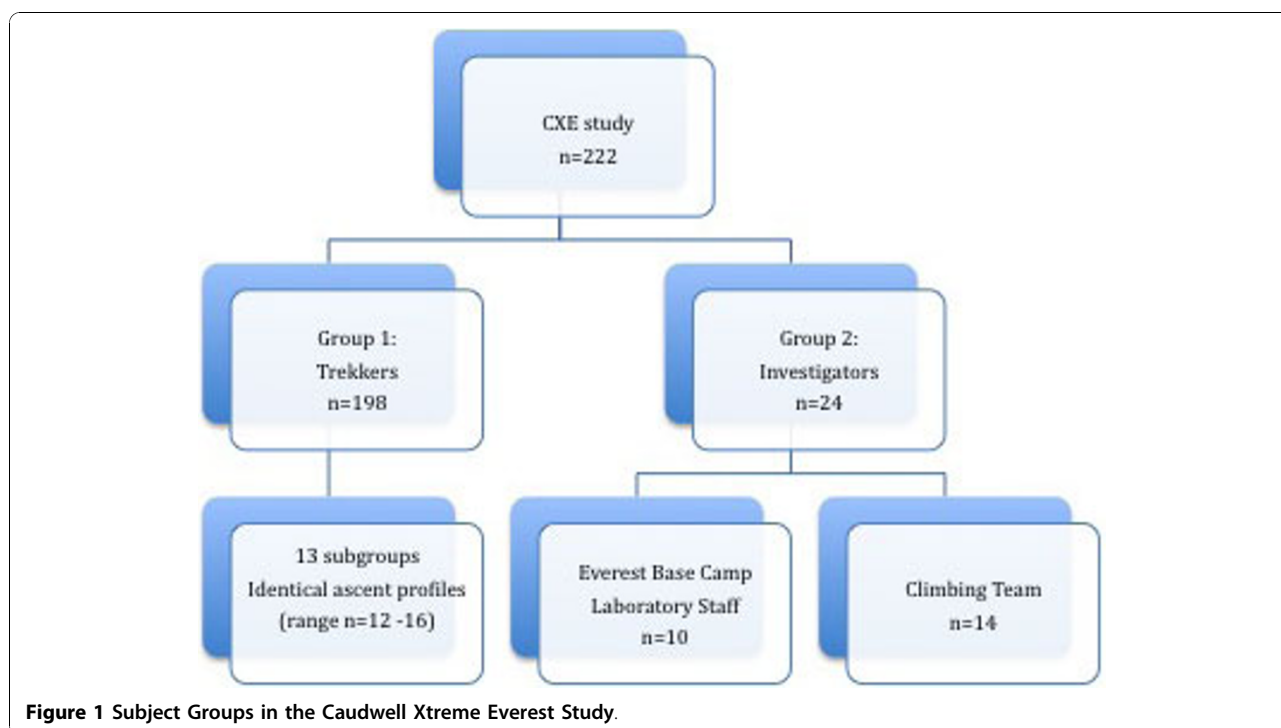 CXE study
n=222
Group 1:
Trekkers
n=198
Group 2:
Investigators
n=24
13 subgroups
Identical ascent profiles
(range n=12 -16)
Everest Base Camp
Laboratory Staff
n=10
Climbing Team
n=14
Figure 1 Subject Groups in the Caudwell Xtreme Everest Study.